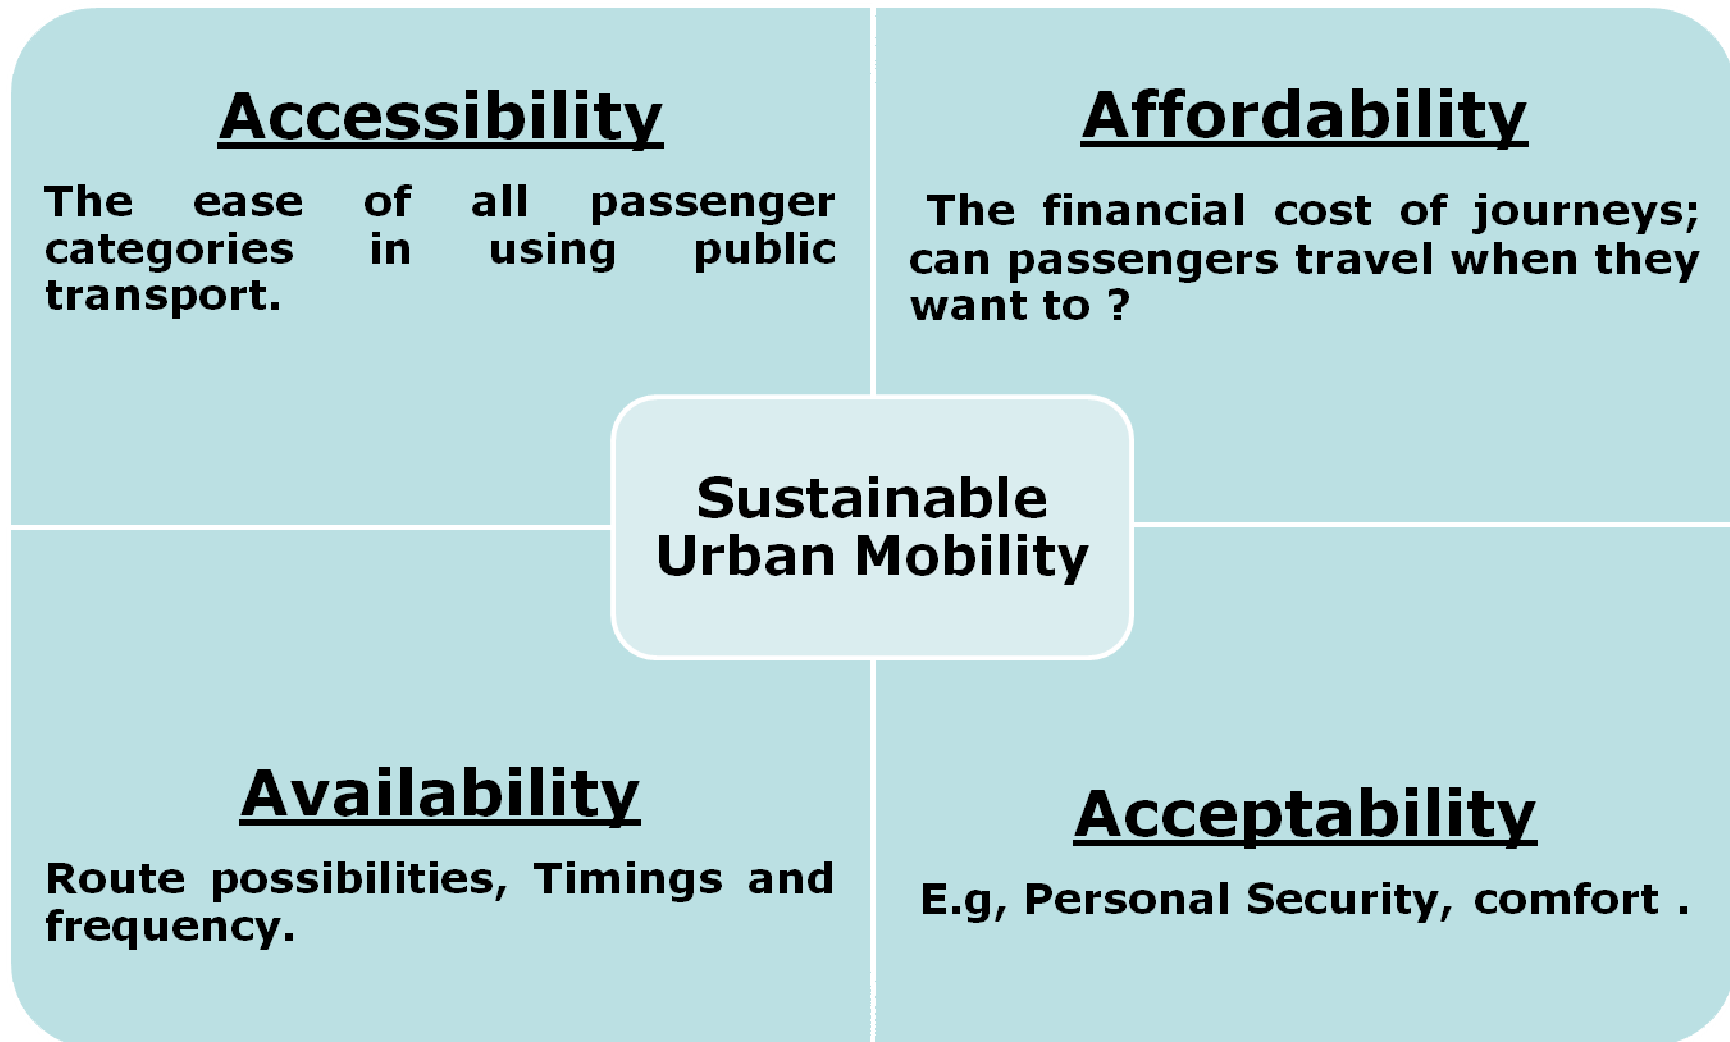 Accessibility
The ease of all passenger
categories in using public
transport.
Affordability
The financial cost of journeys;
can passengers travel when they
want to ?
Sustainable
Urban Mobility
Availability
Route possibilities, Timings and
frequency.
Acceptability
E.g, Personal Security, comfort .